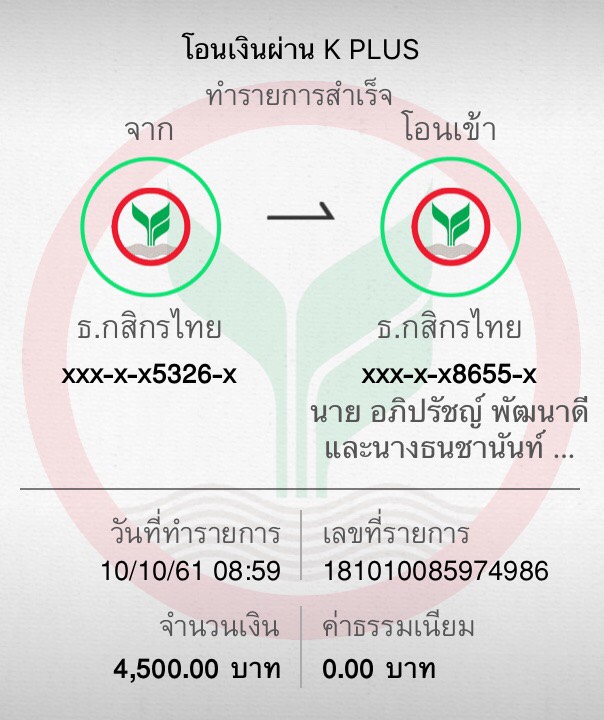 โอนเงินผ่าน K PLUS
ทำรายการสำเร็จ
จาก
โอนเข้า
ธ.กสิกรไทย
ธ.กสิกรไทย
xxx-x-x5326-x
xxx-x-x8655-x
นาย อภิปรัชญ์ พัฒนาดี
และนางธนชานันท์ ...
วันที่ทำรายการ
เลขที่รายการ
10/10/61 08:59
181010085974986
จำนวนเงิน
ค่าธรรมเนียม
4,500.00 บาท
0.00 บาท